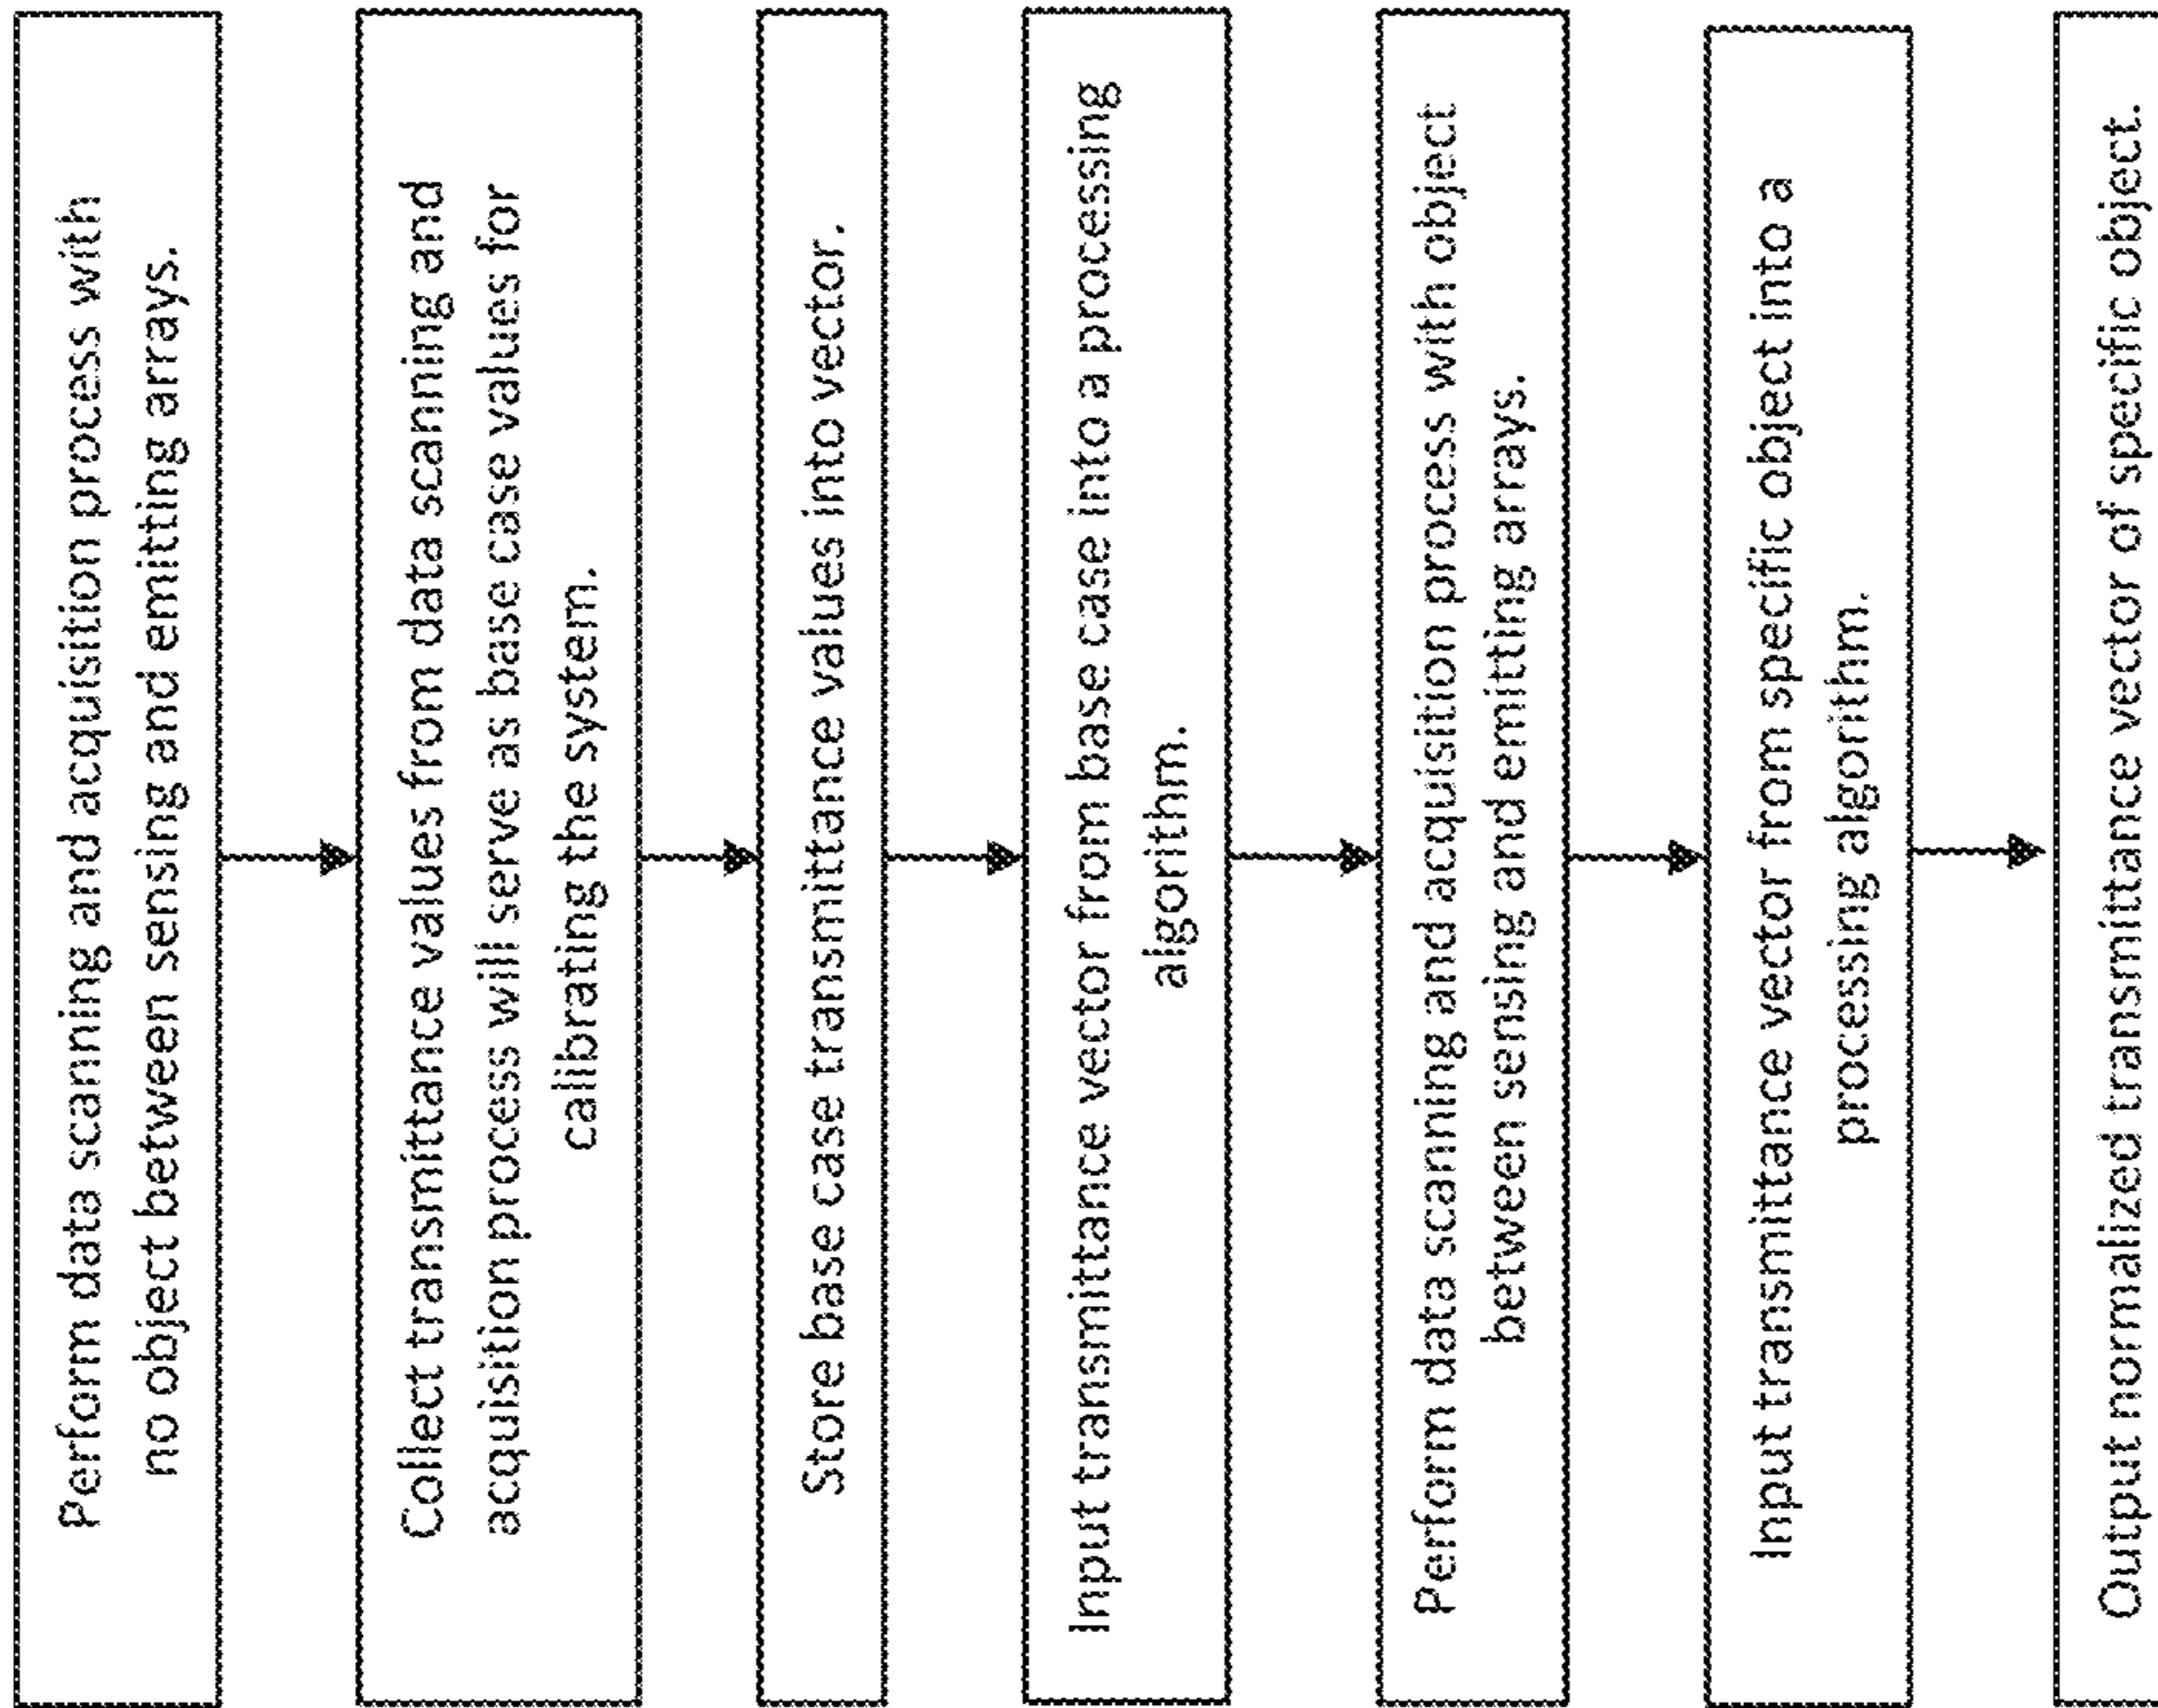 Perform data scanning and acquisition process with
no object between sensing and emitting arrays.
Collect transmittance values from data scanning and
acquisition process will serve as base case values for
calibrating the system.
Store base case transmittance values into vector.
Input transmittance vector from base case into a processing
algorithm.
Perform data scanning and acquisition process with object
between sensing and emitting arrays.
Input transmittance vector from specific object into a
processing algorithm.
Output normalized transmittance vector of specific object.